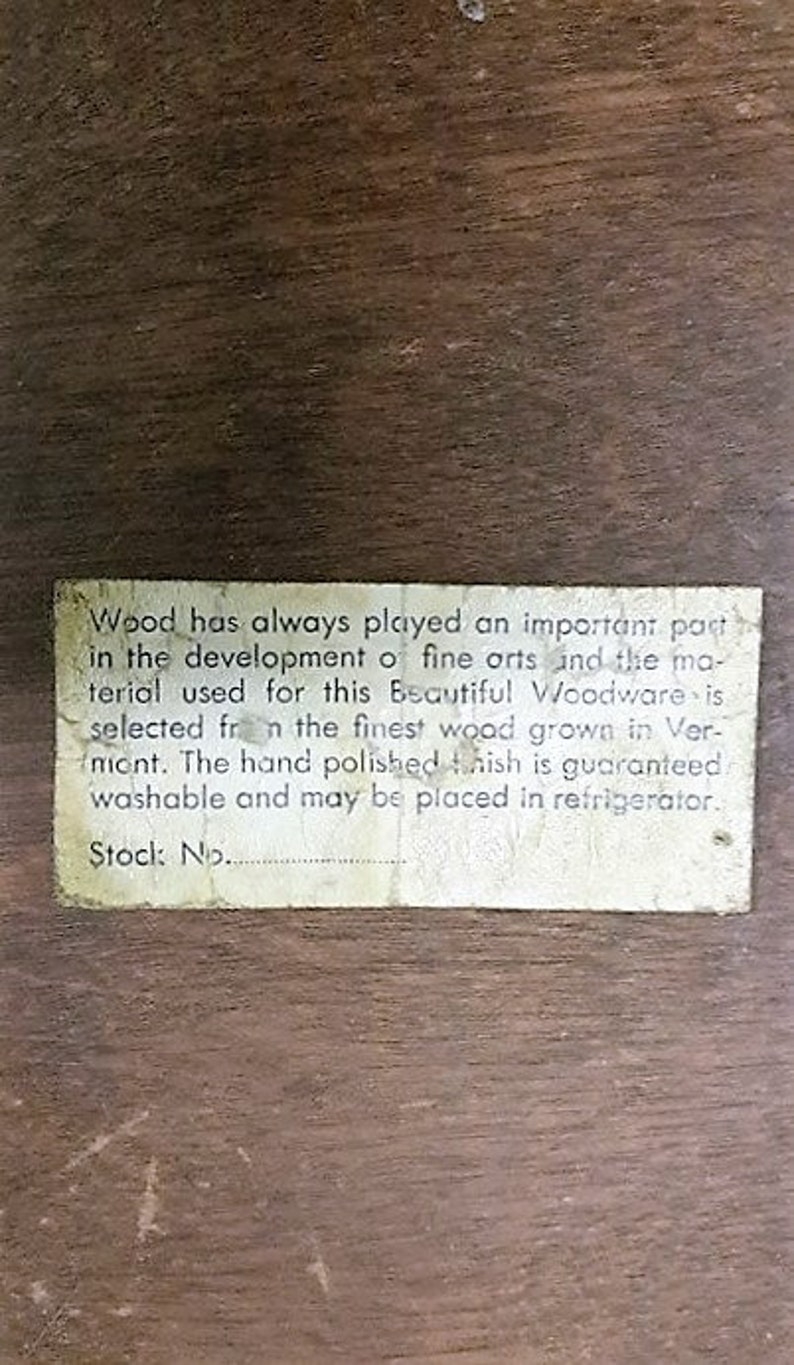 Wood has always played an important part
in the development of fine arts and the ma-
terial used for this Beautiful Woodware is
selected from the finest wood grown in Ver-
mont. The hand polished finish is guaranteed
washable and may be placed in refrigerator.
Stock No.............................